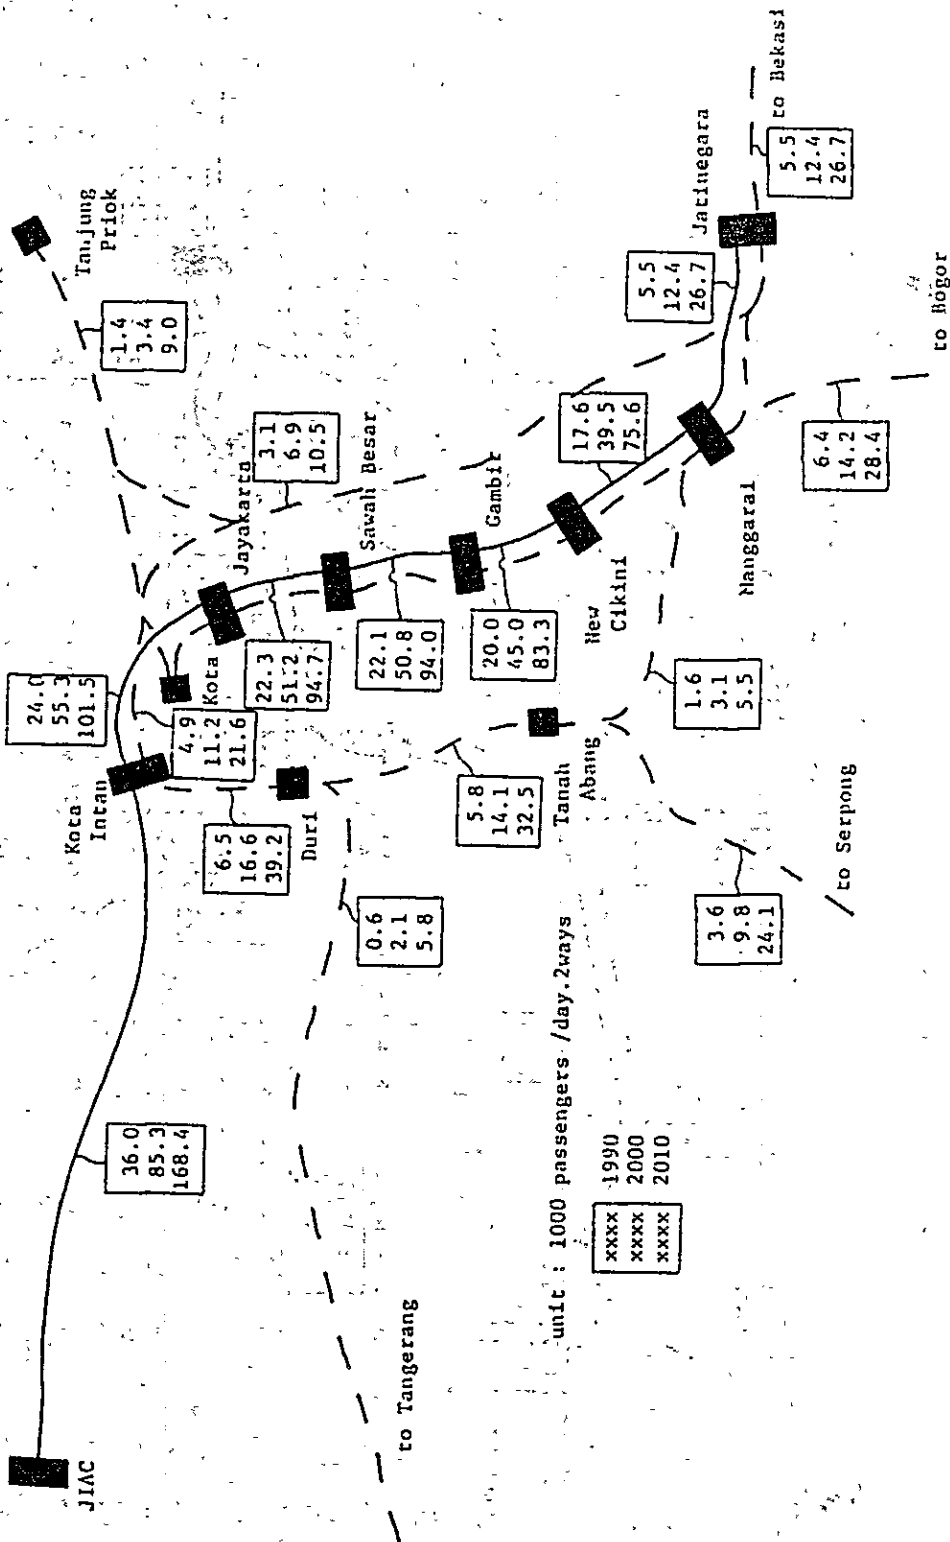 JIAC
36.0
85.3
168.4
to Tangerang
unit : 1000 passengers /day.2ways
xxxx 1990
xxxx 2000
xxxx 2010
Kota
Intan
24.0
55.3
101.5
4.9
11.2
21.6
6.5
16.6
39.2
Duri
0.6
2.1
5.8
Kota
Jayakarta
22.3
51.2
94.7
Sawah Besar
22.1
50.8
94.0
Gambir
20.0
45.0
83.3
New
Cikini
17.6
39.5
75.6
Tanjung
Priok
1.4
3.4
9.0
3.1
6.9
10.5
5.8
14.1
32.5
Tanah
Abang
3.6
9.8
24.1
to Serpong
1.6
3.1
5.5
Manggarai
6.4
14.2
28.4
to Bogor
5.5
12.4
26.7
Jatinegara
5.5
12.4
26.7
to Bekasi